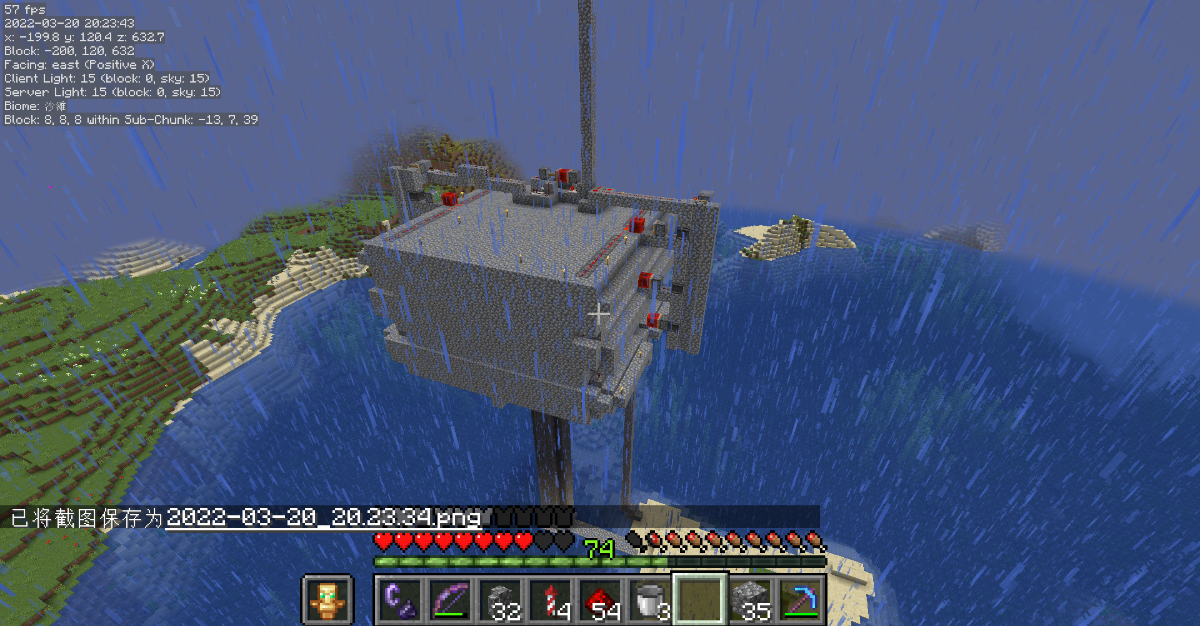 57 fps
2022-03-20 20:23:43
x: -199.8 y: 120.4 z: 632.7
Block: -200, 120, 632
Facing: east (Positive X)
Client Light: 15 (block: 0, sky: 15)
Server Light: 15 (block: 0, sky: 15)
Biome: 沙滩
Block: 8, 8, 8 within Sub-Chunk: -13, 7, 39
已将截图保存为2022-03-20_20.23.34.png
74
32 4 54 3 35